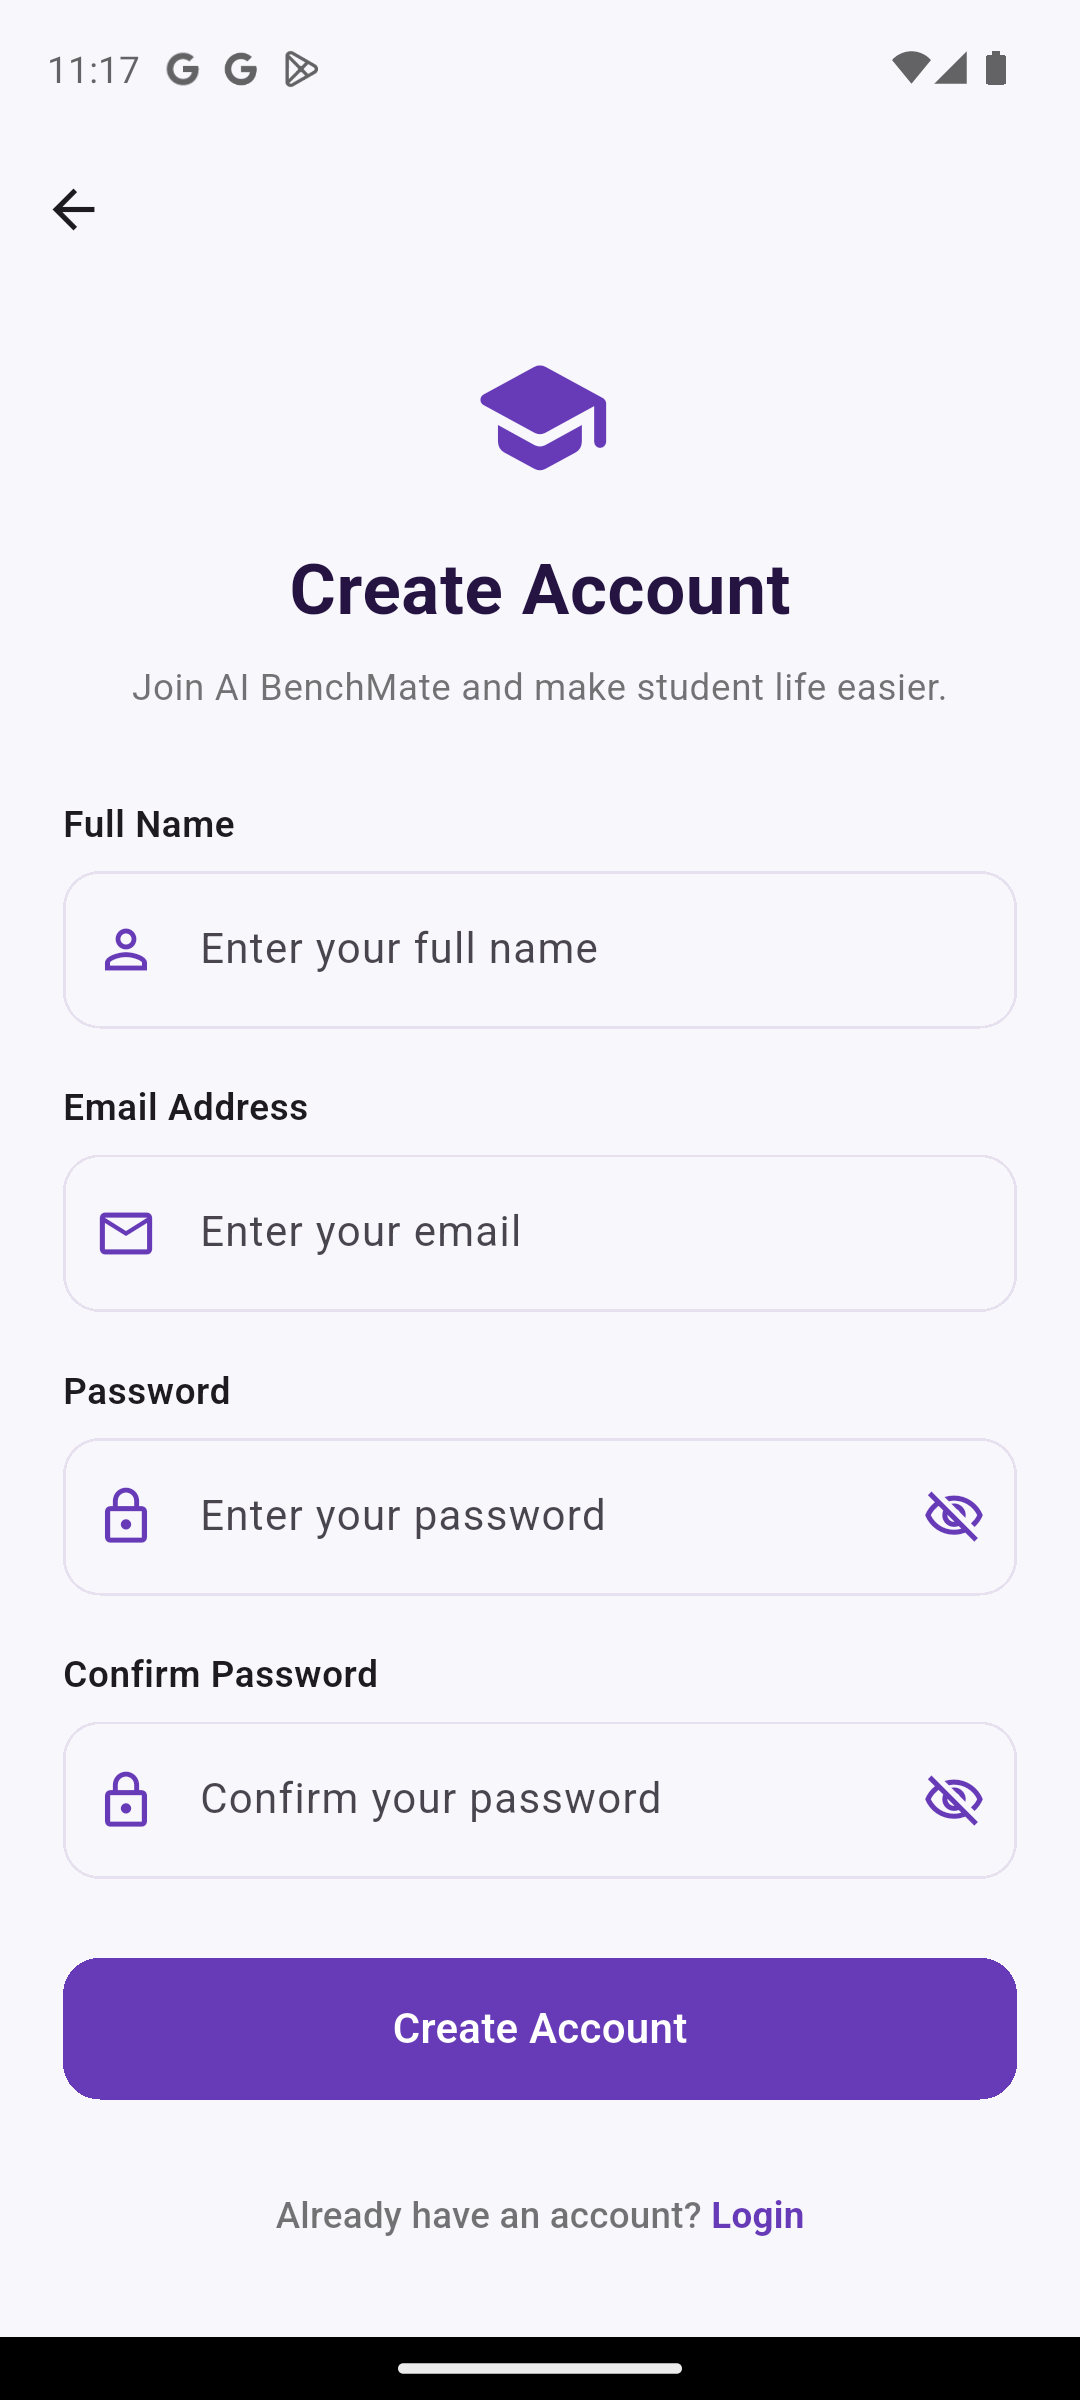 11:17
Create Account
Join AI BenchMate and make student life easier.
Full Name
Enter your full name
Email Address
Enter your email
Password
Enter your password
Confirm Password
Confirm your password
Create Account
Already have an account? Login